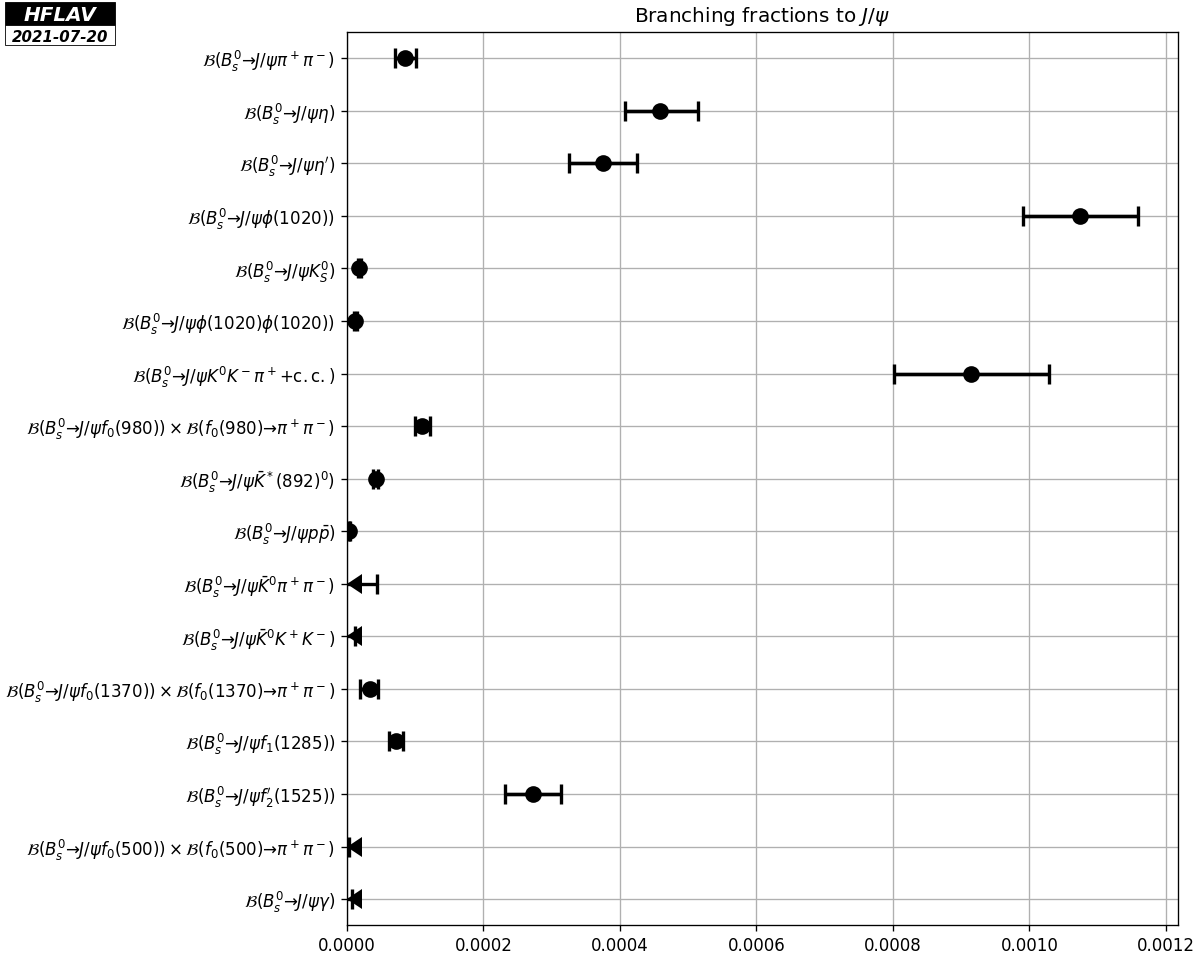 HFLAV
2021-07-20
Branching fractions to J/ψ
ℬ(B⁰ₛ→J/ψπ⁺π⁻)
ℬ(B⁰ₛ→J/ψη)
ℬ(B⁰ₛ→J/ψη′)
ℬ(B⁰ₛ→J/ψϕ(1020))
ℬ(B⁰ₛ→J/ψK⁰_S)
ℬ(B⁰ₛ→J/ψϕ(1020)ϕ(1020))
ℬ(B⁰ₛ→J/ψK⁰K⁻π⁺+c.c.)
ℬ(B⁰ₛ→J/ψf₀(980))×ℬ(f₀(980)→π⁺π⁻)
ℬ(B⁰ₛ→J/ψK̄*(892)⁰)
ℬ(B⁰ₛ→J/ψpp̄)
ℬ(B⁰ₛ→J/ψK̄⁰π⁺π⁻)
ℬ(B⁰ₛ→J/ψK̄⁰K⁺K⁻)
ℬ(B⁰ₛ→J/ψf₀(1370))×ℬ(f₀(1370)→π⁺π⁻)
ℬ(B⁰ₛ→J/ψf₁(1285))
ℬ(B⁰ₛ→J/ψf′₂(1525))
ℬ(B⁰ₛ→J/ψf₀(500))×ℬ(f₀(500)→π⁺π⁻)
ℬ(B⁰ₛ→J/ψγ)
0.0000 0.0002 0.0004 0.0006 0.0008 0.0010 0.0012